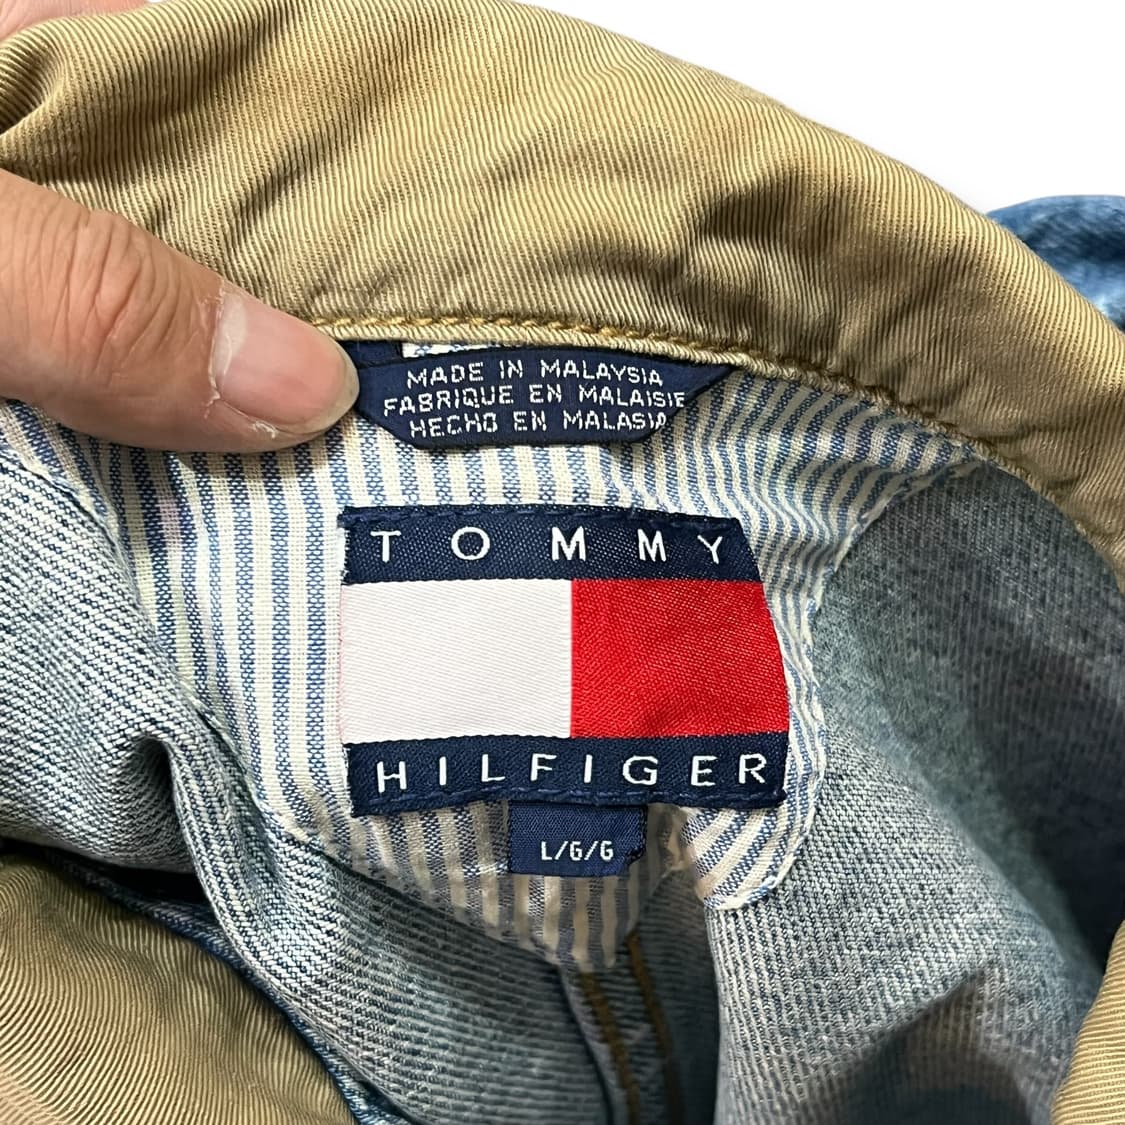 MADE IN MALAYSIA
FABRIQUE EN MALAISIE
HECHO EN MALASIA
TOMMY
HILFIGER
L/G/G